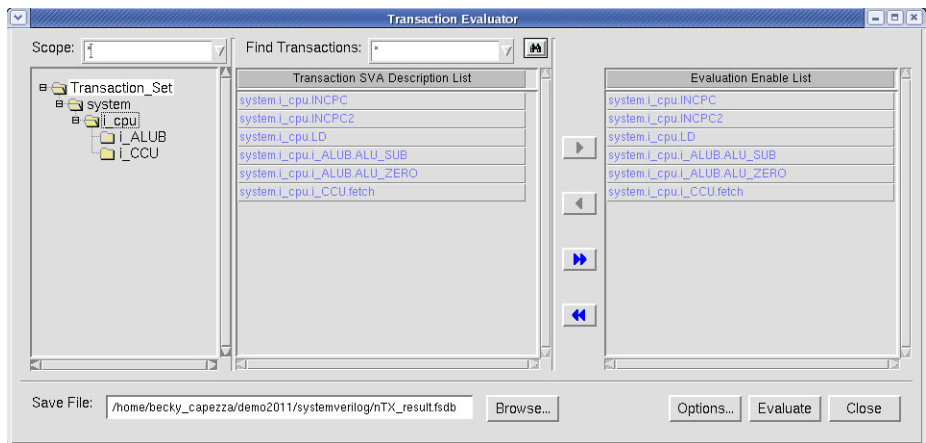 Transaction Evaluator
Scope: *
Find Transactions: *
Transaction_Set
system
i_cpu
i_ALUB
i_CCU
Transaction SVA Description List
system.i_cpu.INCPC
system.i_cpu.INCPC2
system.i_cpu.LD
system.i_cpu.i_ALUB.ALU_SUB
system.i_cpu.i_ALUB.ALU_ZERO
system.i_cpu.i_CCU.fetch
Evaluation Enable List
system.i_cpu.INCPC
system.i_cpu.INCPC2
system.i_cpu.LD
system.i_cpu.i_ALUB.ALU_SUB
system.i_cpu.i_ALUB.ALU_ZERO
system.i_cpu.i_CCU.fetch
Save File: /home/becky_capezza/demo2011/systemverilog/nTX_result.fsdb Browse... Options... Evaluate Close